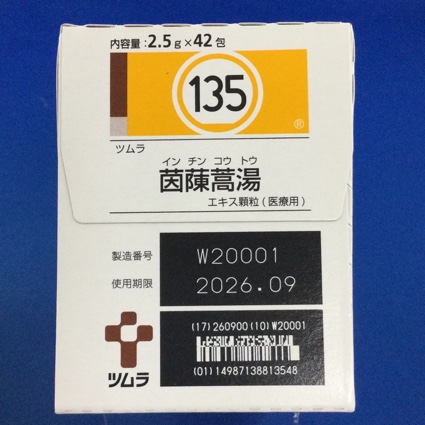 内容量:2.5g×42包
135
®
ツムラ
インチンコウトウ
茵蔯蒿湯
エキス顆粒(医療用)
製造番号 W20001
使用期限 2026.09
(17)260900(10)W20001
(01)14987138813548
ツムラ